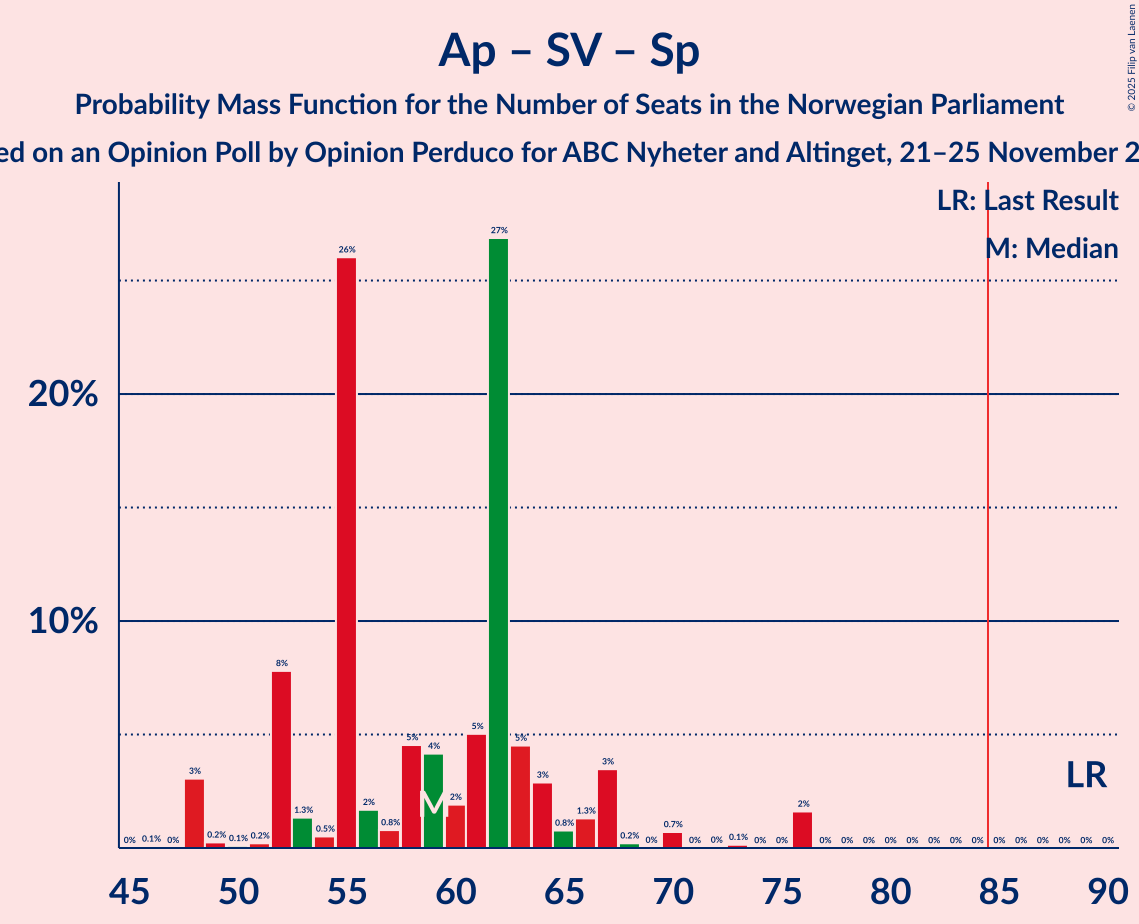 Ap – SV – Sp
Probability Mass Function for the Number of Seats in the Norwegian Parliament
ed on an Opinion Poll by Opinion Perduco for ABC Nyheter and Altinget, 21–25 November 2
© 2025 Filip van Laenen
LR: Last Result
M: Median
20%
10%
0% 0.1% 0% 3% 0.2% 0.1% 0.2% 8% 1.3% 0.5% 26% 2% 0.8% 5% 4% 2% 5% 27% 5% 3% 0.8% 1.3% 3% 0.2% 0% 0.7% 0% 0% 0.1% 0% 0% 2% 0% 0% 0% 0% 0% 0% 0% 0% 0% 0% 0% 0% 0% 0%
M
LR
45 50 55 60 65 70 75 80 85 90